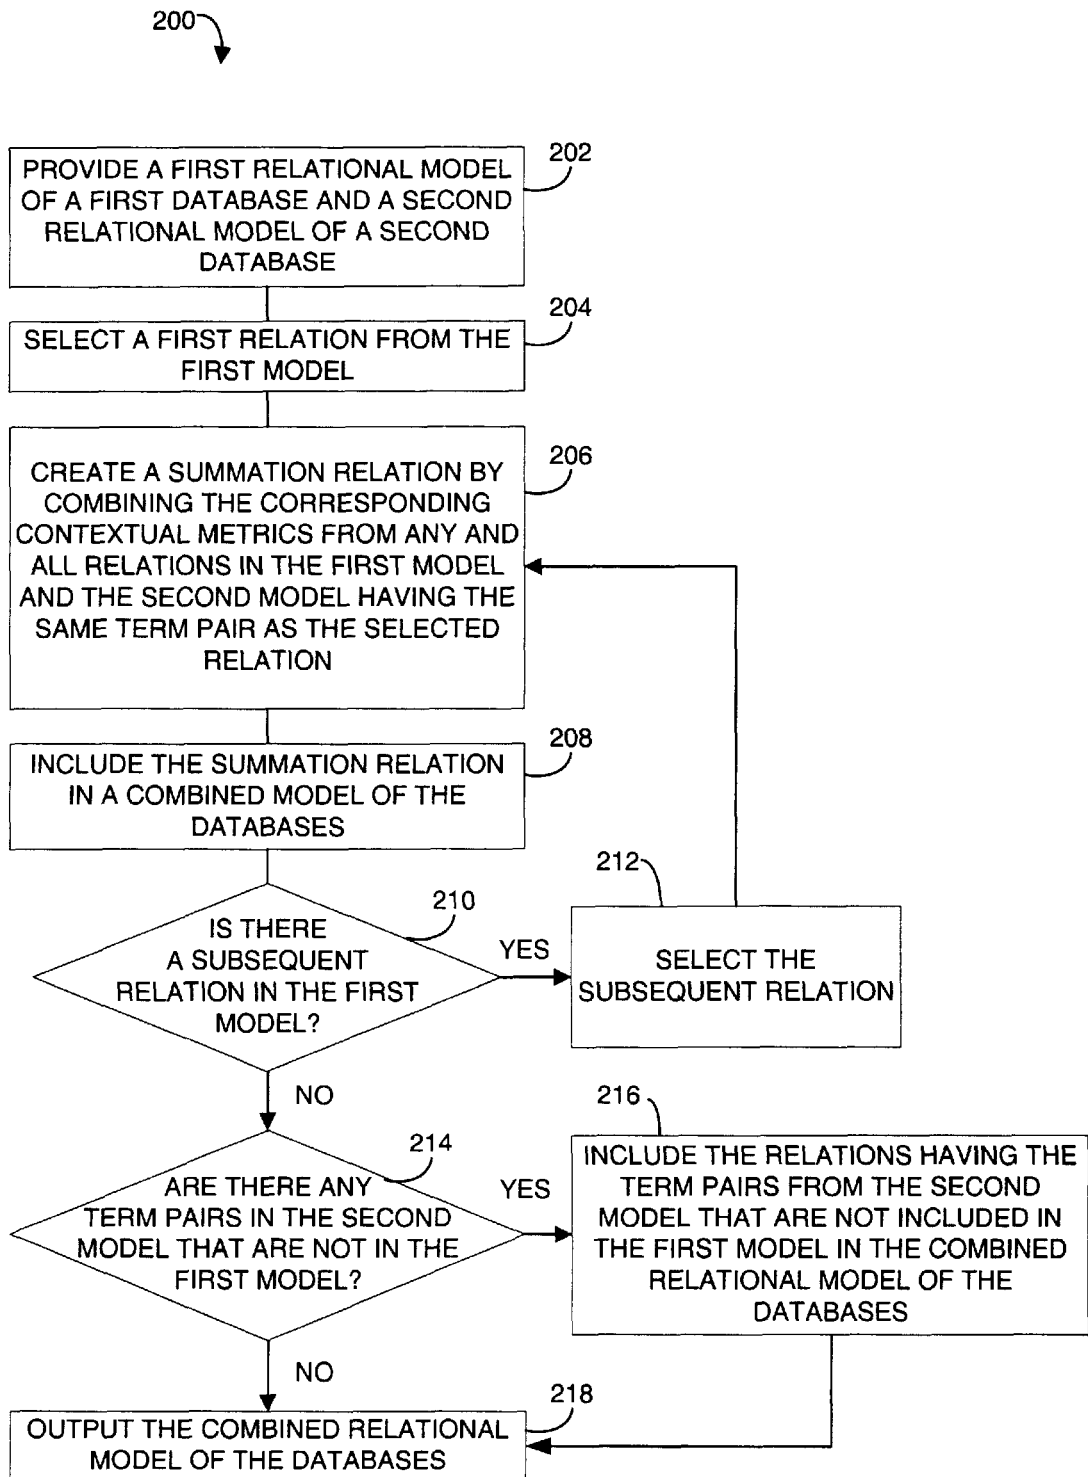 200
PROVIDE A FIRST RELATIONAL MODEL
OF A FIRST DATABASE AND A SECOND
RELATIONAL MODEL OF A SECOND
DATABASE
202
SELECT A FIRST RELATION FROM THE
FIRST MODEL
204
CREATE A SUMMATION RELATION BY
COMBINING THE CORRESPONDING
CONTEXTUAL METRICS FROM ANY AND
ALL RELATIONS IN THE FIRST MODEL
AND THE SECOND MODEL HAVING THE
SAME TERM PAIR AS THE SELECTED
RELATION
206
INCLUDE THE SUMMATION RELATION
IN A COMBINED MODEL OF THE
DATABASES
208
IS THERE
A SUBSEQUENT
RELATION IN THE FIRST
MODEL?
210
YES
212
SELECT THE
SUBSEQUENT RELATION
NO
ARE THERE ANY
TERM PAIRS IN THE SECOND
MODEL THAT ARE NOT IN THE
FIRST MODEL?
214
YES
216
INCLUDE THE RELATIONS HAVING THE
TERM PAIRS FROM THE SECOND
MODEL THAT ARE NOT INCLUDED IN
THE FIRST MODEL IN THE COMBINED
RELATIONAL MODEL OF THE
DATABASES
NO
OUTPUT THE COMBINED RELATIONAL
MODEL OF THE DATABASES
218